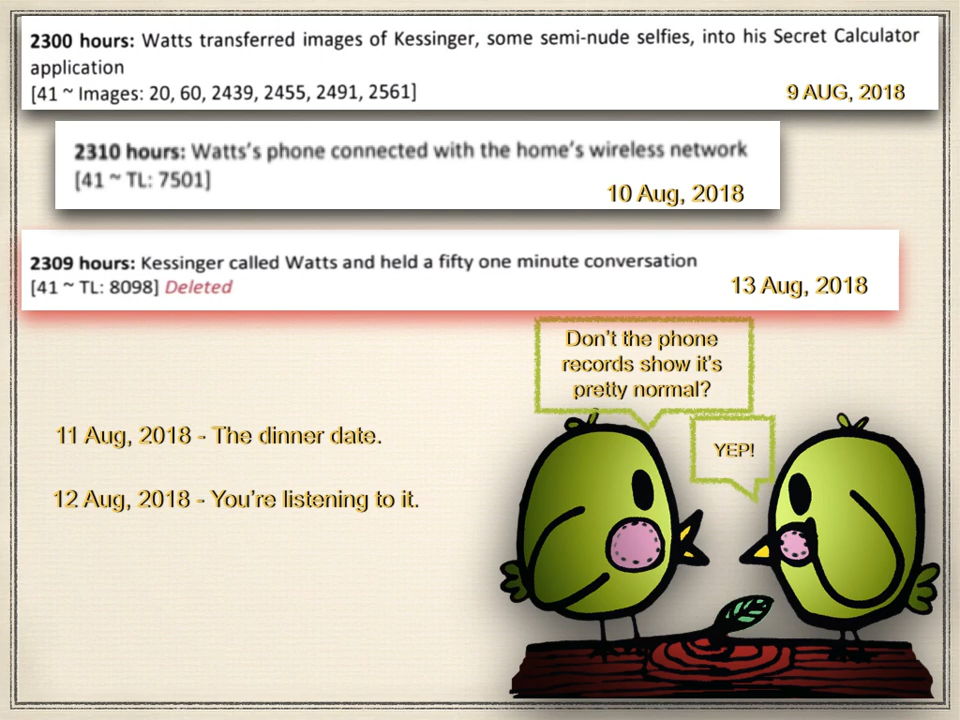 2300 hours: Watts transferred images of Kessinger, some semi-nude selfies, into his Secret Calculator
application
[41 ~ Images: 20, 60, 2439, 2455, 2491, 2561]
9 AUG, 2018
2310 hours: Watts's phone connected with the home's wireless network
[41 ~ TL: 7501]
10 Aug, 2018
2309 hours: Kessinger called Watts and held a fifty one minute conversation
[41 ~ TL: 8098] Deleted
13 Aug, 2018
Don't the phone
records show it's
pretty normal?
YEP!
11 Aug, 2018 - The dinner date.
12 Aug, 2018 - You're listening to it.